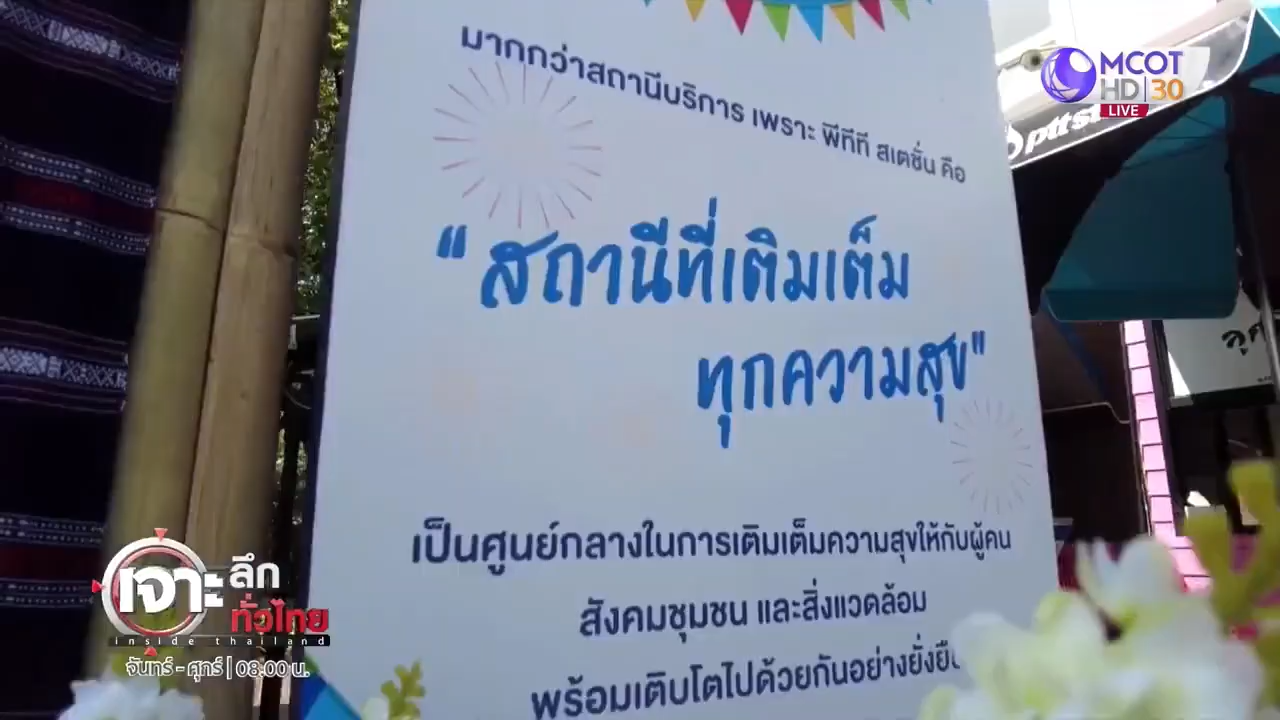 มากกว่าสถานีบริการ เพราะ พีทีที สเตชั่น คือ
"สถานีที่เติมเต็ม
ทุกความสุข"
เป็นศูนย์กลางในการเติมเต็มความสุขให้กับผู้คน
สังคมชุมชน และสิ่งแวดล้อม
พร้อมเติบโตไปด้วยกันอย่าง
MCOT
HD 30
LIVE
เจาะลึก
ทั่วไทย
inside thailand
จันทร์ - ศุกร์ | 08.00 น.